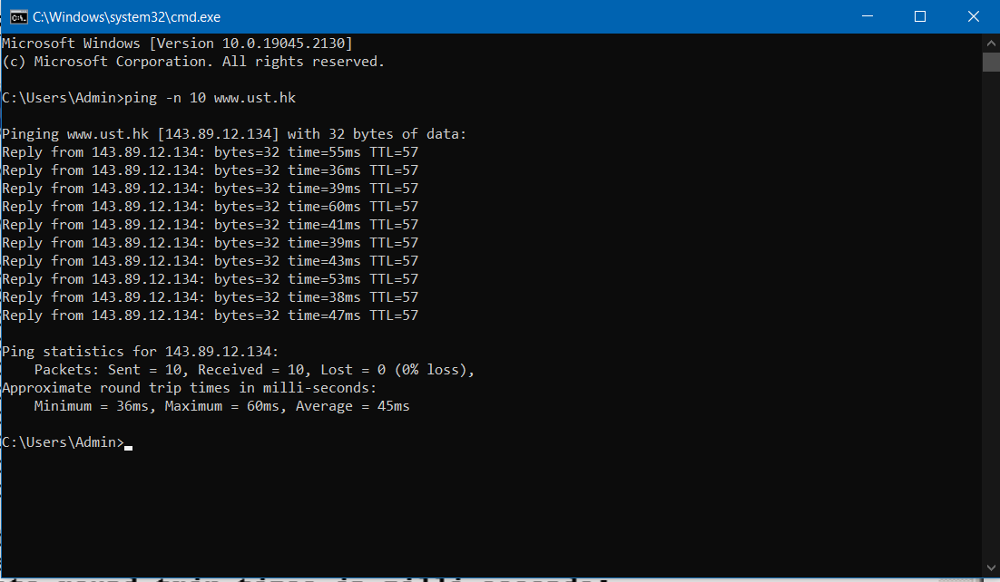 C:\Windows\system32\cmd.exe
Microsoft Windows [Version 10.0.19045.2130]
(c) Microsoft Corporation. All rights reserved.
C:\Users\Admin>ping -n 10 www.ust.hk
Pinging www.ust.hk [143.89.12.134] with 32 bytes of data:
Reply from 143.89.12.134: bytes=32 time=55ms TTL=57
Reply from 143.89.12.134: bytes=32 time=36ms TTL=57
Reply from 143.89.12.134: bytes=32 time=39ms TTL=57
Reply from 143.89.12.134: bytes=32 time=60ms TTL=57
Reply from 143.89.12.134: bytes=32 time=41ms TTL=57
Reply from 143.89.12.134: bytes=32 time=39ms TTL=57
Reply from 143.89.12.134: bytes=32 time=43ms TTL=57
Reply from 143.89.12.134: bytes=32 time=53ms TTL=57
Reply from 143.89.12.134: bytes=32 time=38ms TTL=57
Reply from 143.89.12.134: bytes=32 time=47ms TTL=57
Ping statistics for 143.89.12.134:
    Packets: Sent = 10, Received = 10, Lost = 0 (0% loss),
Approximate round trip times in milli-seconds:
    Minimum = 36ms, Maximum = 60ms, Average = 45ms
C:\Users\Admin>